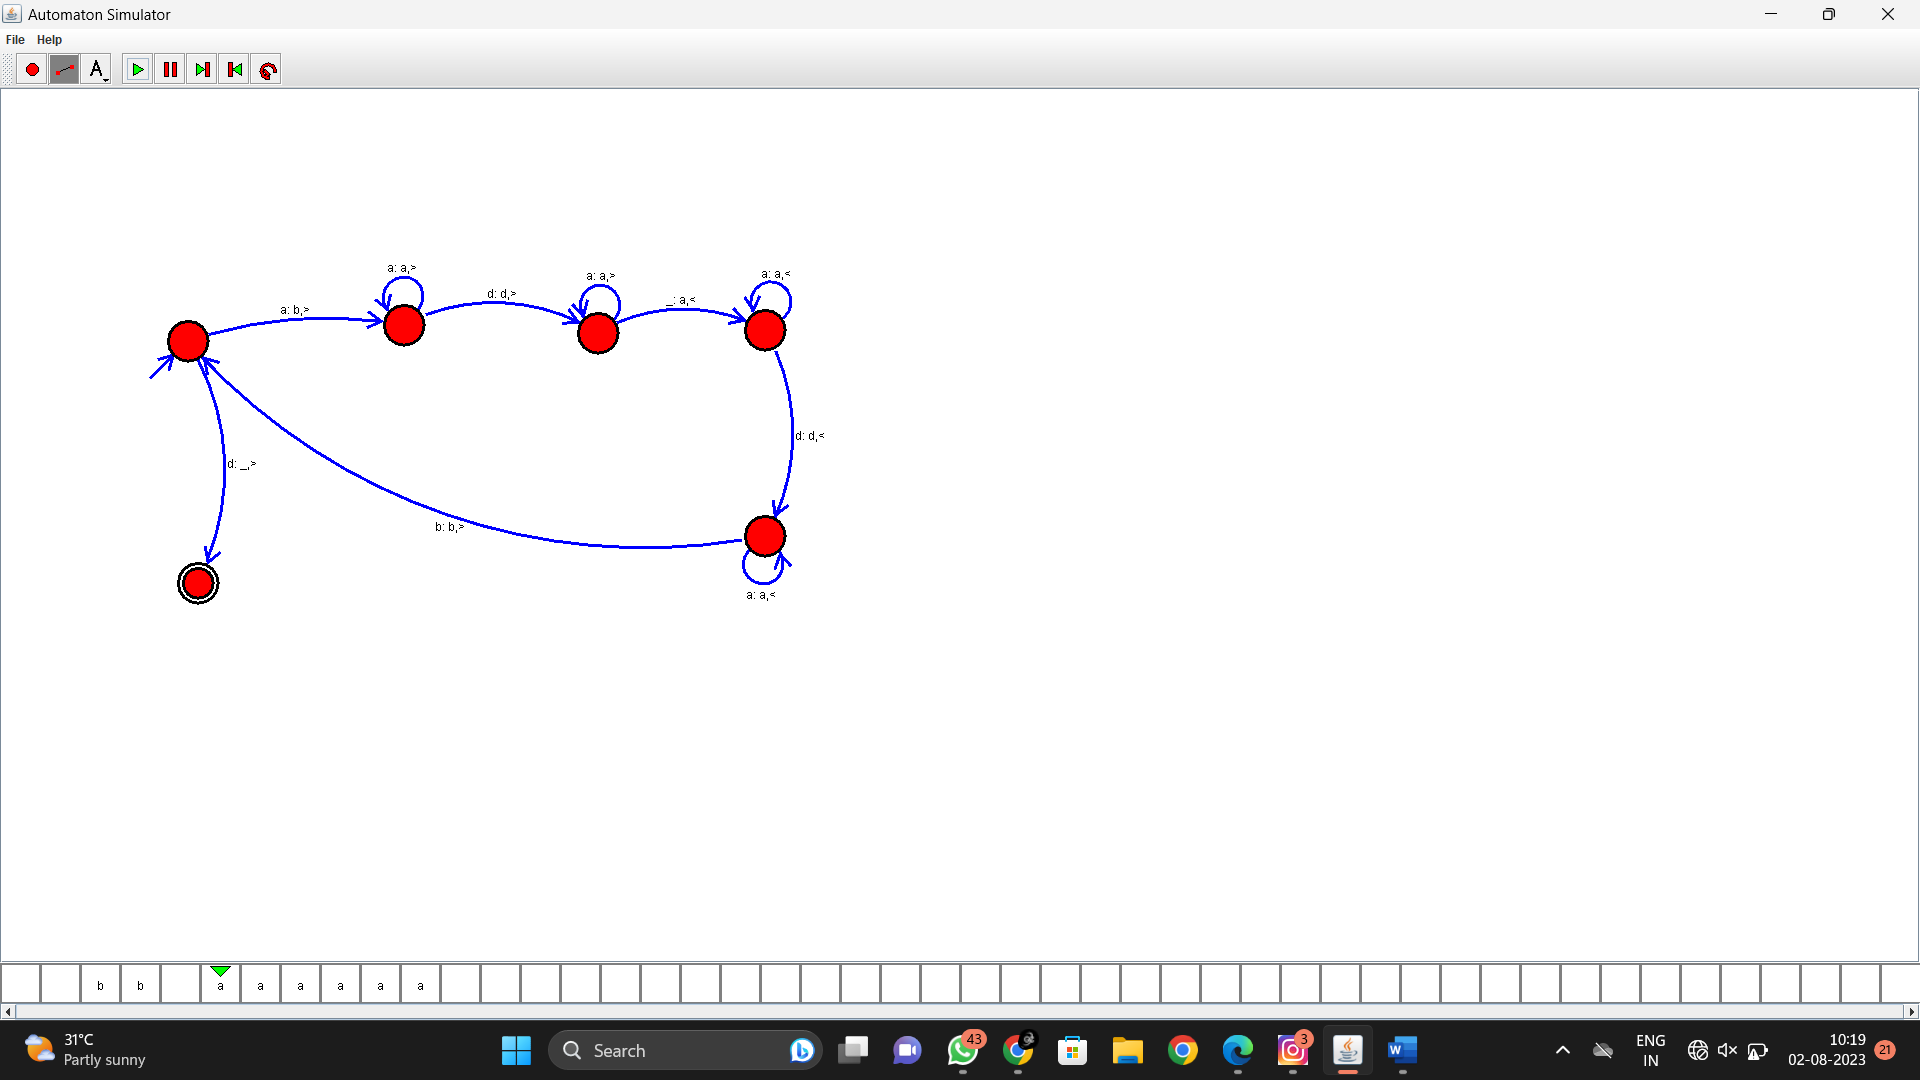 Automaton Simulator
File Help
A
a: a,>
a: a,>
a: a,<
a: b,>
d: d,>
_: a,<
d: d,<
d: _,>
b: b,>
a: a,<
b b a a a a a a
31°C
Partly sunny
Search
43
3
ENG
IN
10:19
02-08-2023
21